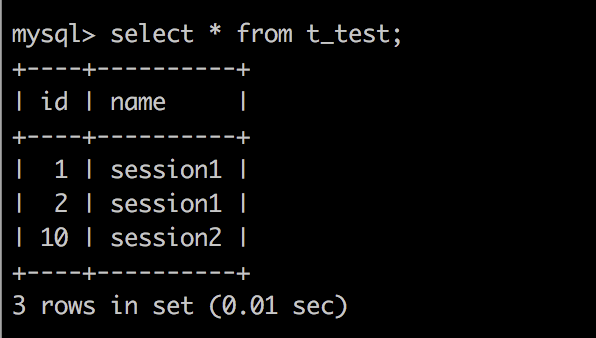 mysql> select * from t_test;
+----+----------+
| id | name     |
+----+----------+
|  1 | session1 |
|  2 | session1 |
| 10 | session2 |
+----+----------+
3 rows in set (0.01 sec)